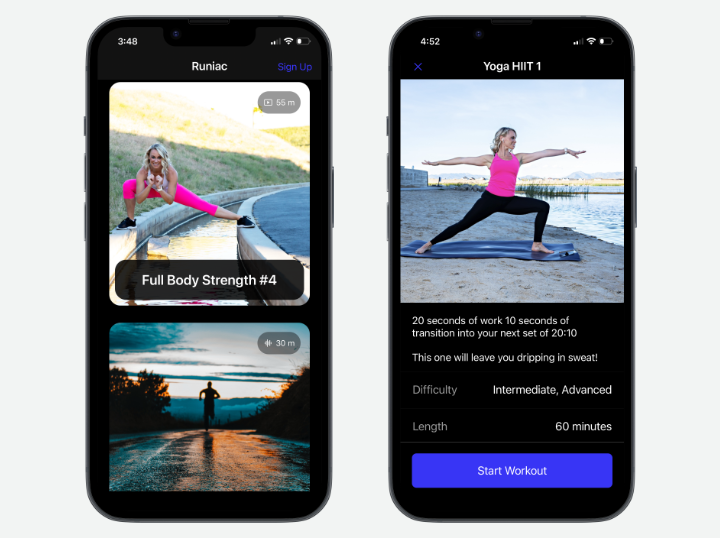 3:48
Runiac
Sign Up
55 m
Full Body Strength #4
30 m
4:52
Yoga HIIT 1
20 seconds of work 10 seconds of
transition into your next set of 20:10
This one will leave you dripping in sweat!
Difficulty
Intermediate, Advanced
Length
60 minutes
Start Workout